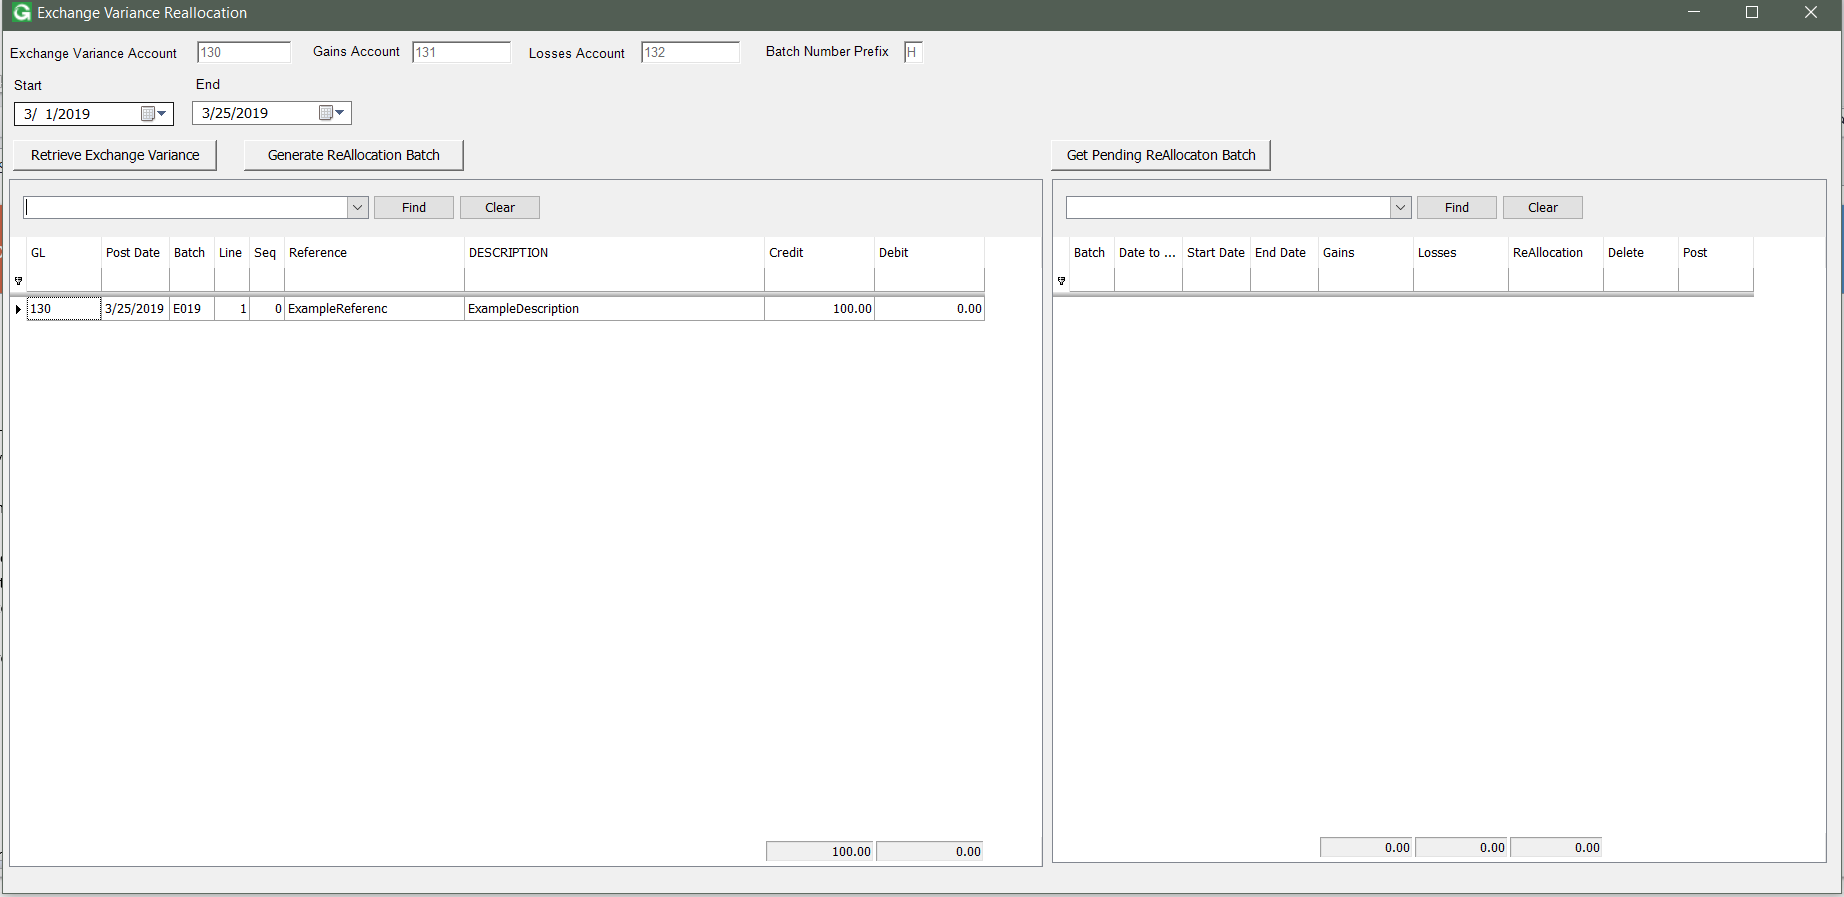 Exchange Variance Reallocation
Exchange Variance Account 130 Gains Account 131 Losses Account 132 Batch Number Prefix H
Start End
3/ 1/2019 3/25/2019
Retrieve Exchange Variance Generate ReAllocation Batch Get Pending ReAllocaton Batch
Find Clear Find Clear
GL Post Date Batch Line Seq Reference DESCRIPTION Credit Debit Batch Date to ... Start Date End Date Gains Losses ReAllocation Delete Post
130 3/25/2019 E019 1 0 ExampleReferenc ExampleDescription 100.00 0.00
100.00 0.00 0.00 0.00 0.00